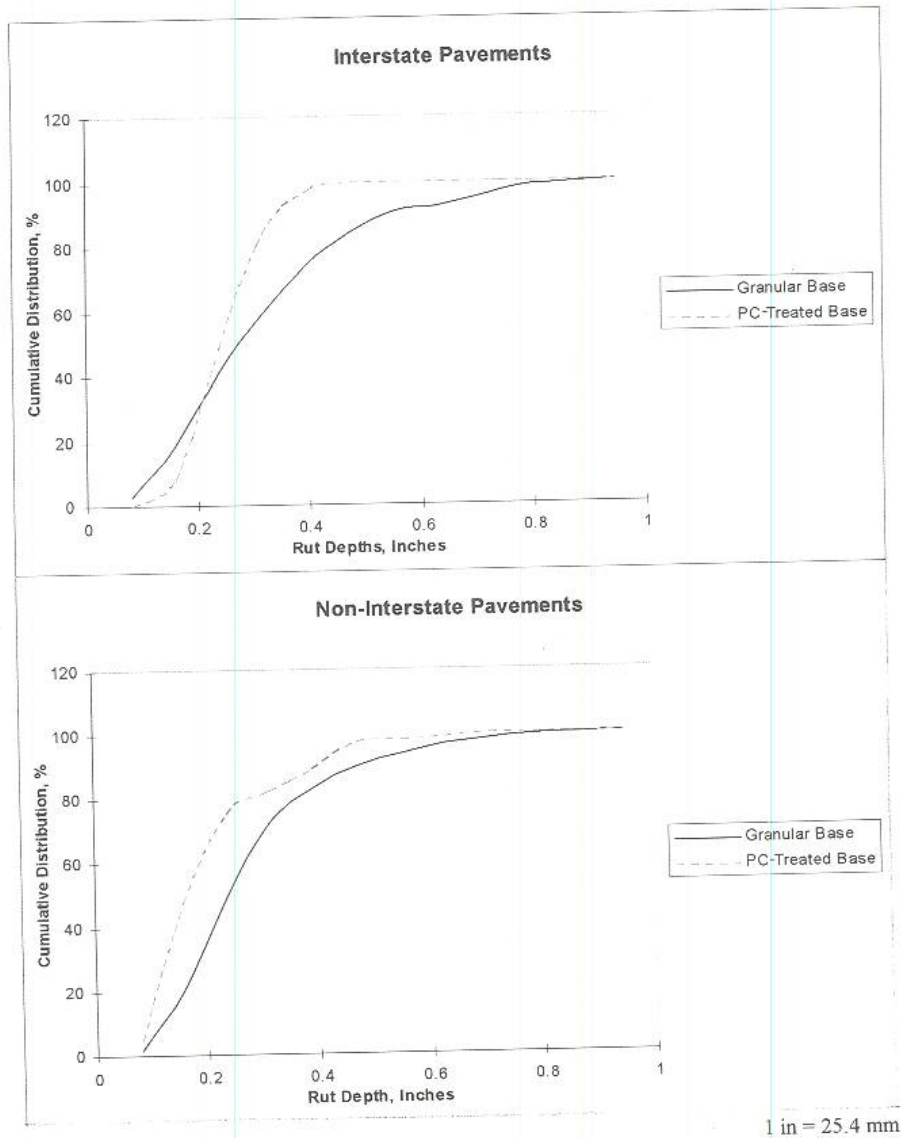 Interstate Pavements
120
100
80
60
40
20
0
Cumulative Distribution, %
0 0.2 0.4 0.6 0.8 1
Rut Depths, Inches
Granular Base
PC-Treated Base
Non-Interstate Pavements
120
100
80
60
40
20
0
Cumulative Distribution, %
0 0.2 0.4 0.6 0.8 1
Rut Depth, Inches
Granular Base
PC-Treated Base
1 in = 25.4 mm